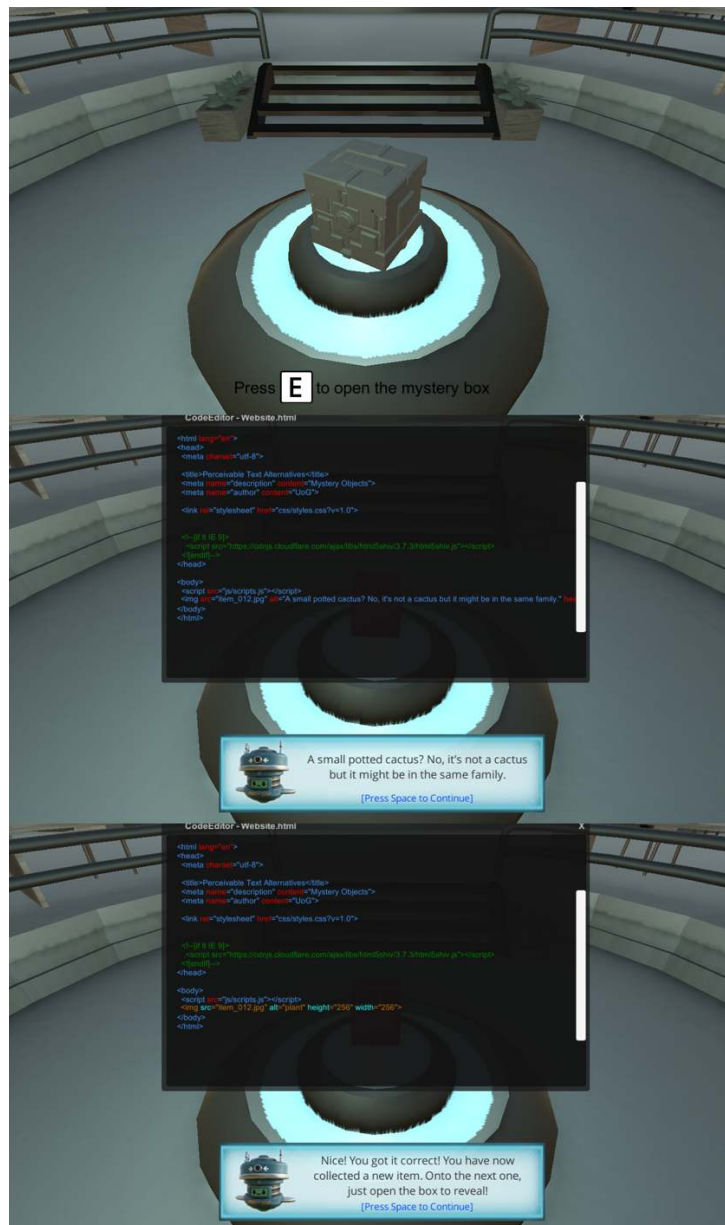 Press E to open the mystery box
CodeEditor - Website.html X
<html lang="en">
<head>
<meta charset="utf-8">
<title>Perceivable Text Alternatives</title>
<meta name="description" content="Mystery Objects">
<meta name="author" content="UoG">
<link rel="stylesheet" href="css/styles.css?v=1.0">
<!--[if lt IE 9]>
<script src="https://cdnjs.cloudflare.com/ajax/libs/html5shiv/3.7.3/html5shiv.js"></script>
<![endif]-->
</head>
<body>
<script src="js/scripts.js"></script>
<img src="item_012.jpg" alt="A small potted cactus? No, it's not a cactus but it might be in the same family." hei
</body>
</html>
A small potted cactus? No, it's not a cactus
but it might be in the same family.
[Press Space to Continue]
CodeEditor - Website.html X
<html lang="en">
<head>
<meta charset="utf-8">
<title>Perceivable Text Alternatives</title>
<meta name="description" content="Mystery Objects">
<meta name="author" content="UoG">
<link rel="stylesheet" href="css/styles.css?v=1.0">
<!--[if lt IE 9]>
<script src="https://cdnjs.cloudflare.com/ajax/libs/html5shiv/3.7.3/html5shiv.js"></script>
<![endif]-->
</head>
<body>
<script src="js/scripts.js"></script>
<img src="item_012.jpg" alt="plant" height="256" width="256">
</body>
</html>
Nice! You got it correct! You have now
collected a new item. Onto the next one,
just open the box to reveal!
[Press Space to Continue]